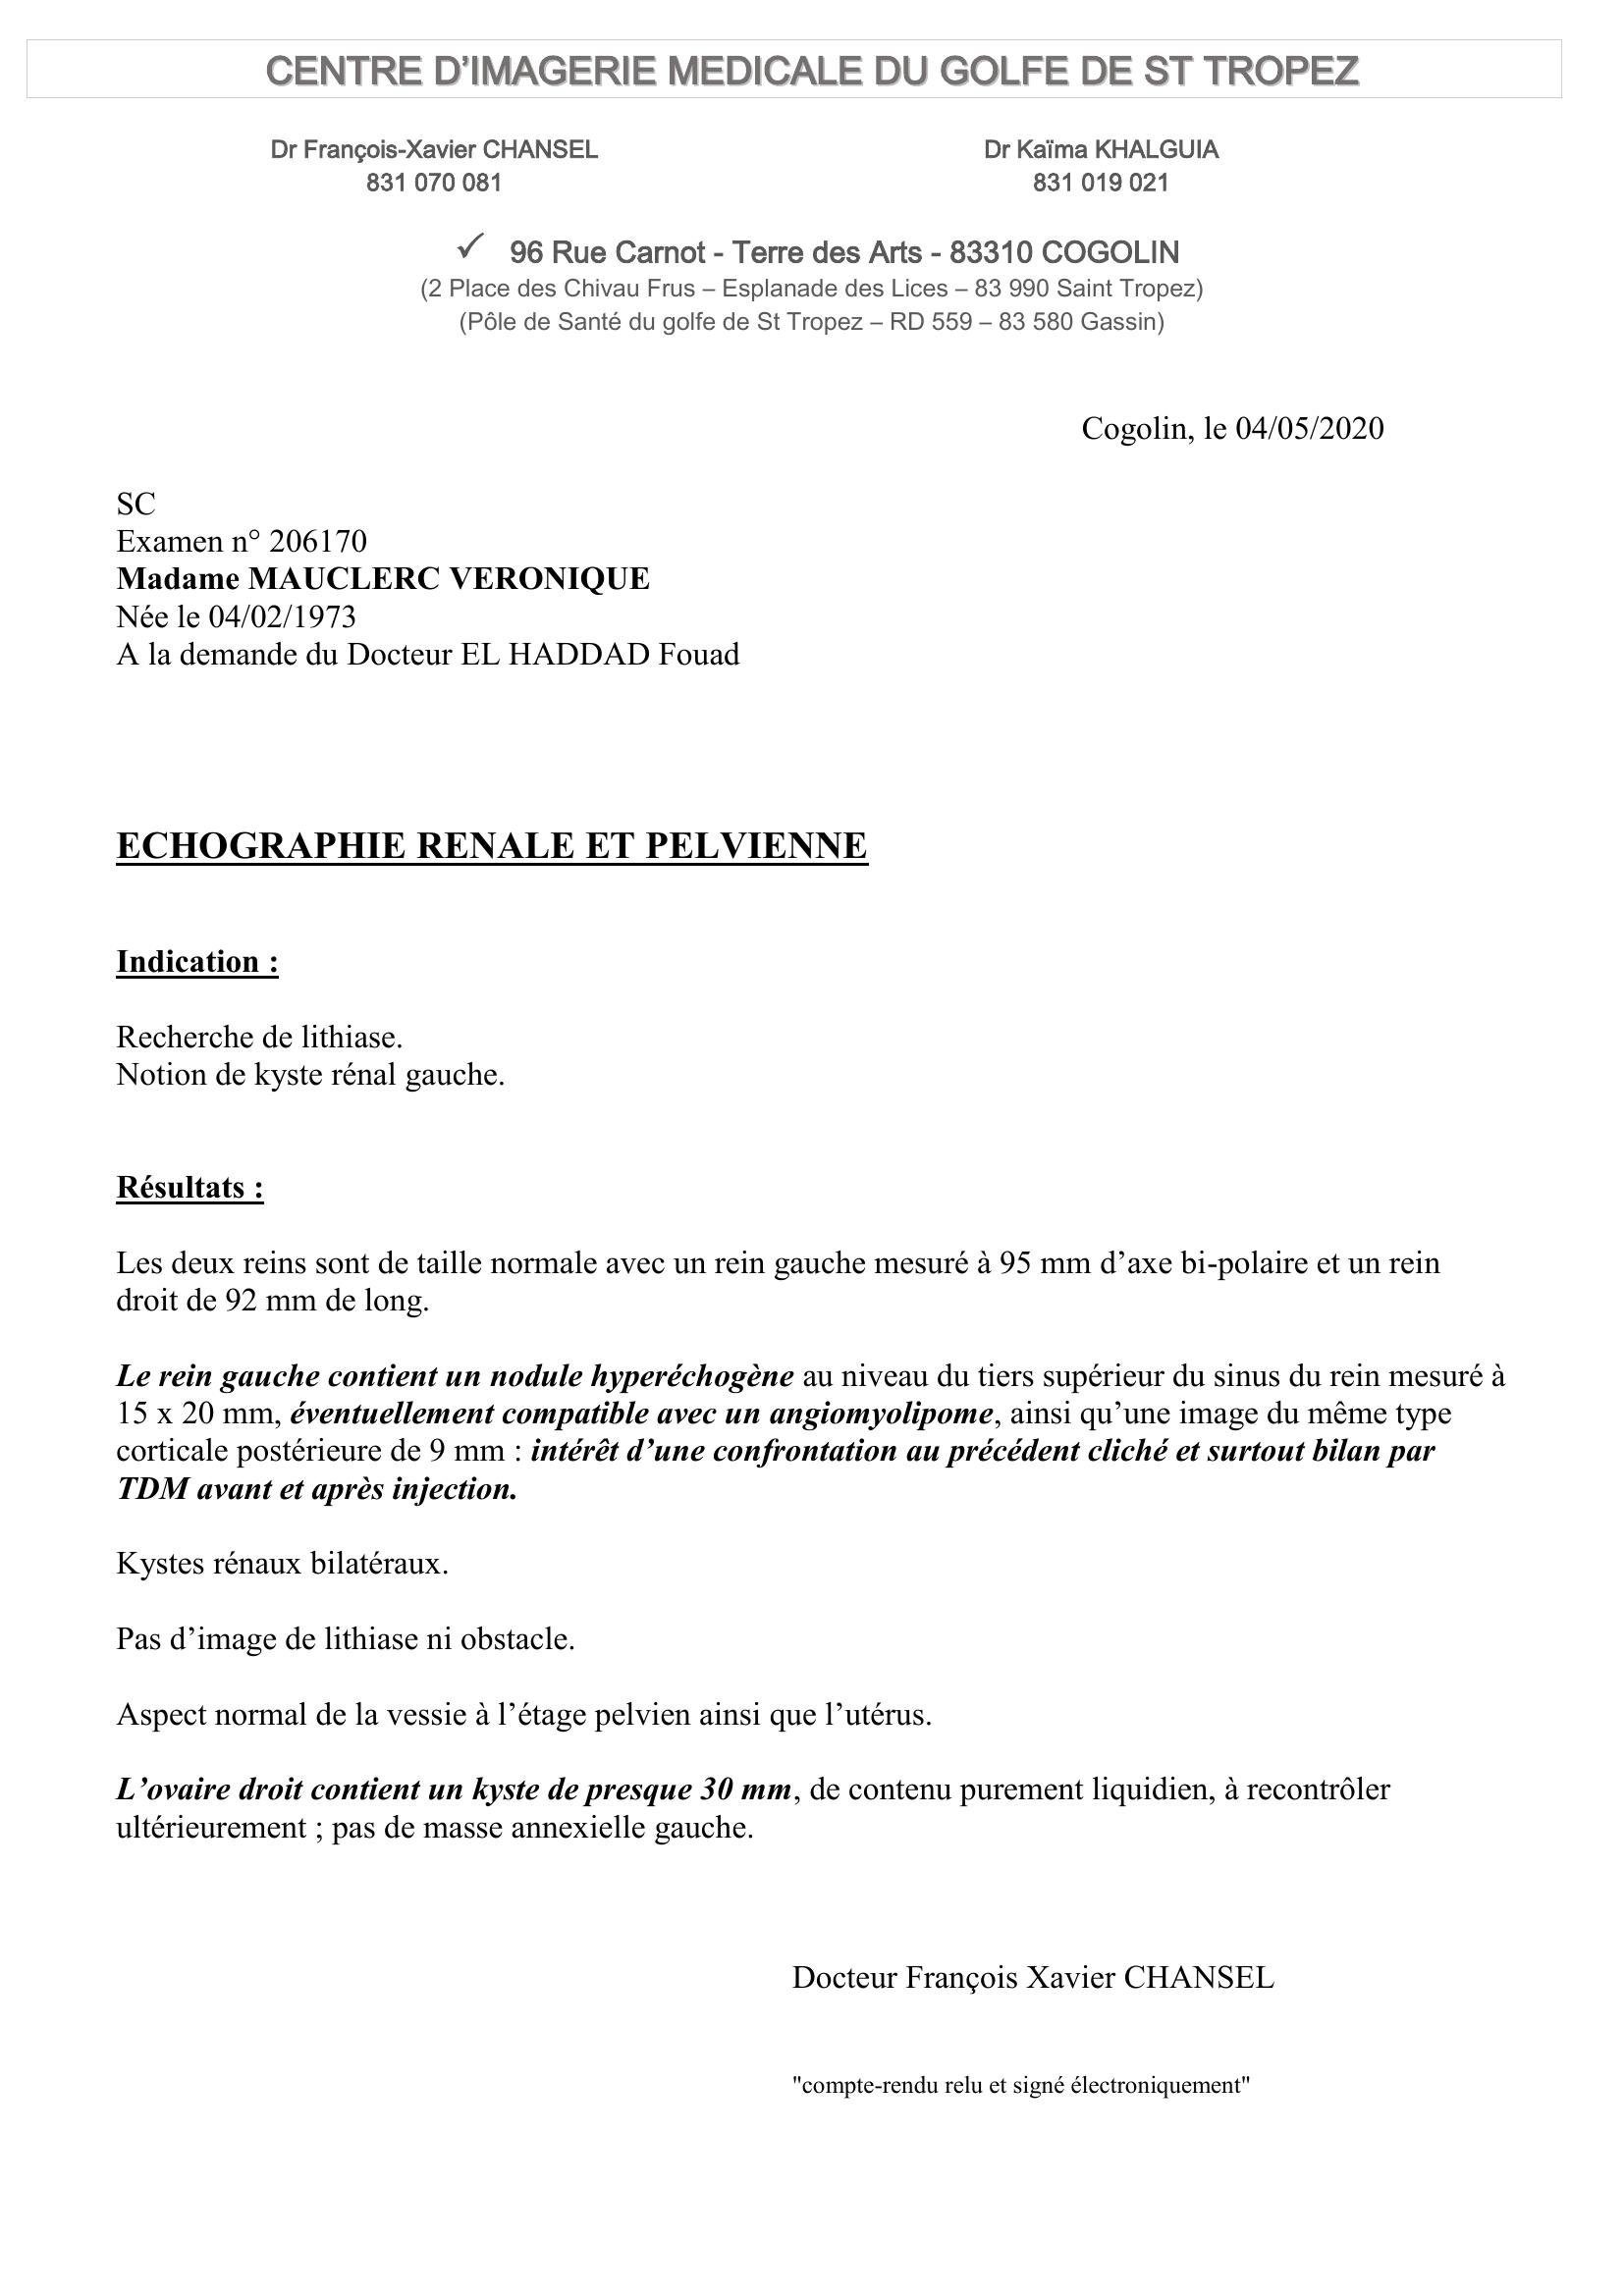 CENTRE D’IMAGERIE MEDICALE DU GOLFE DE ST TROPEZ
Dr François-Xavier CHANSEL
831 070 081
Dr Kaïma KHALGUIA
831 019 021
✓ 96 Rue Carnot - Terre des Arts - 83310 COGOLIN
(2 Place des Chivau Frus – Esplanade des Lices – 83 990 Saint Tropez)
(Pôle de Santé du golfe de St Tropez – RD 559 – 83 580 Gassin)
Cogolin, le 04/05/2020
SC
Examen n° 206170
Madame MAUCLERC VERONIQUE
Née le 04/02/1973
A la demande du Docteur EL HADDAD Fouad
ECHOGRAPHIE RENALE ET PELVIENNE
Indication :
Recherche de lithiase.
Notion de kyste rénal gauche.
Résultats :
Les deux reins sont de taille normale avec un rein gauche mesuré à 95 mm d’axe bi-polaire et un rein
droit de 92 mm de long.
Le rein gauche contient un nodule hyperéchogène au niveau du tiers supérieur du sinus du rein mesuré à
15 x 20 mm, éventuellement compatible avec un angiomyolipome, ainsi qu’une image du même type
corticale postérieure de 9 mm : intérêt d’une confrontation au précédent cliché et surtout bilan par
TDM avant et après injection.
Kystes rénaux bilatéraux.
Pas d’image de lithiase ni obstacle.
Aspect normal de la vessie à l’étage pelvien ainsi que l’utérus.
L’ovaire droit contient un kyste de presque 30 mm, de contenu purement liquidien, à recontrôler
ultérieurement ; pas de masse annexielle gauche.
Docteur François Xavier CHANSEL
"compte-rendu relu et signé électroniquement"